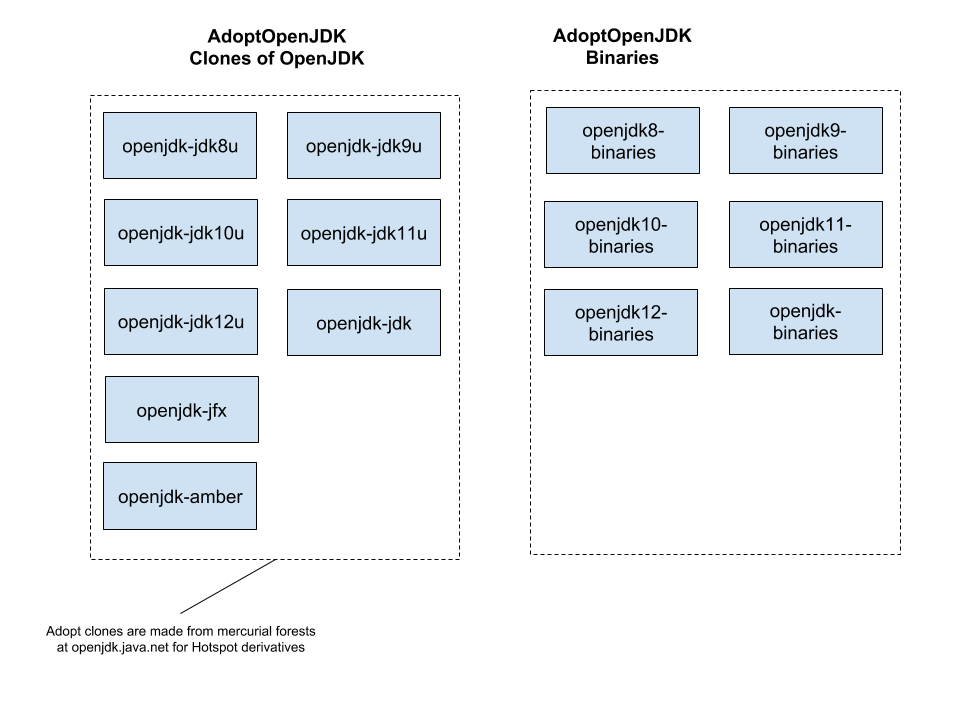 AdoptOpenJDK
Clones of OpenJDK
openjdk-jdk8u
openjdk-jdk9u
openjdk-jdk10u
openjdk-jdk11u
openjdk-jdk12u
openjdk-jdk
openjdk-jfx
openjdk-amber
Adopt clones are made from mercurial forests
at openjdk.java.net for Hotspot derivatives
AdoptOpenJDK
Binaries
openjdk8-
binaries
openjdk9-
binaries
openjdk10-
binaries
openjdk11-
binaries
openjdk12-
binaries
openjdk-
binaries